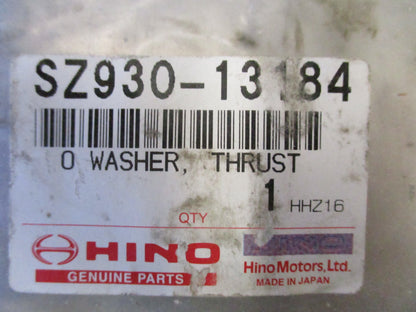 SZ930-13184
O WASHER, THRUST
1 HHZ16
QTY
HINO
GENUINE PARTS
Hino Motors, Ltd.
MADE IN JAPAN